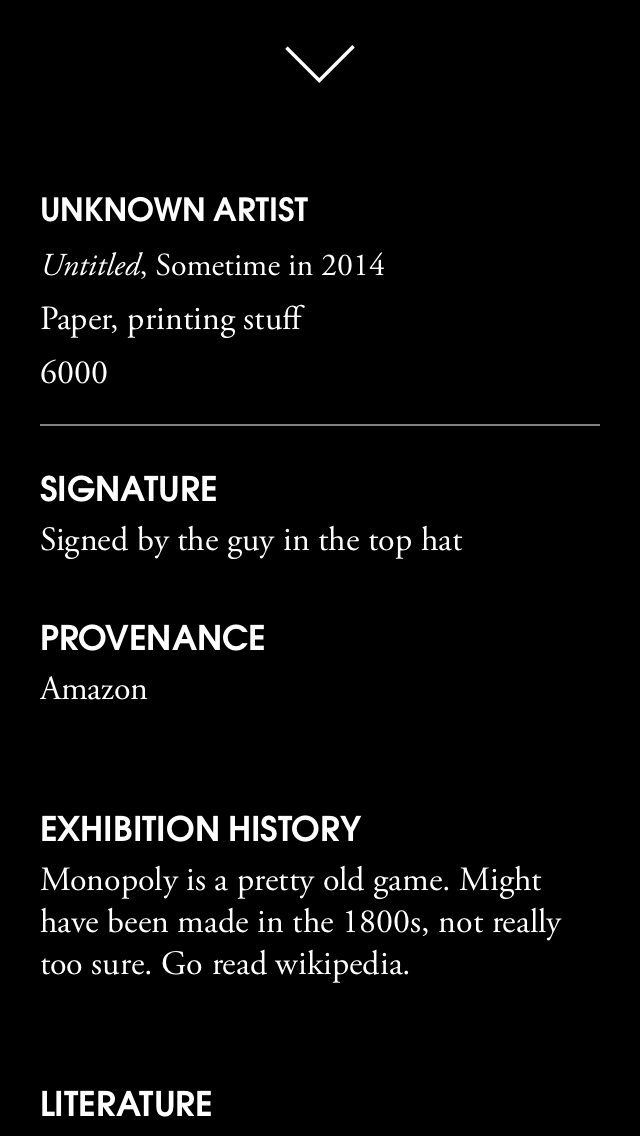 UNKNOWN ARTIST
Untitled, Sometime in 2014
Paper, printing stuff
6000
SIGNATURE
Signed by the guy in the top hat
PROVENANCE
Amazon
EXHIBITION HISTORY
Monopoly is a pretty old game. Might
have been made in the 1800s, not really
too sure. Go read wikipedia.
LITERATURE